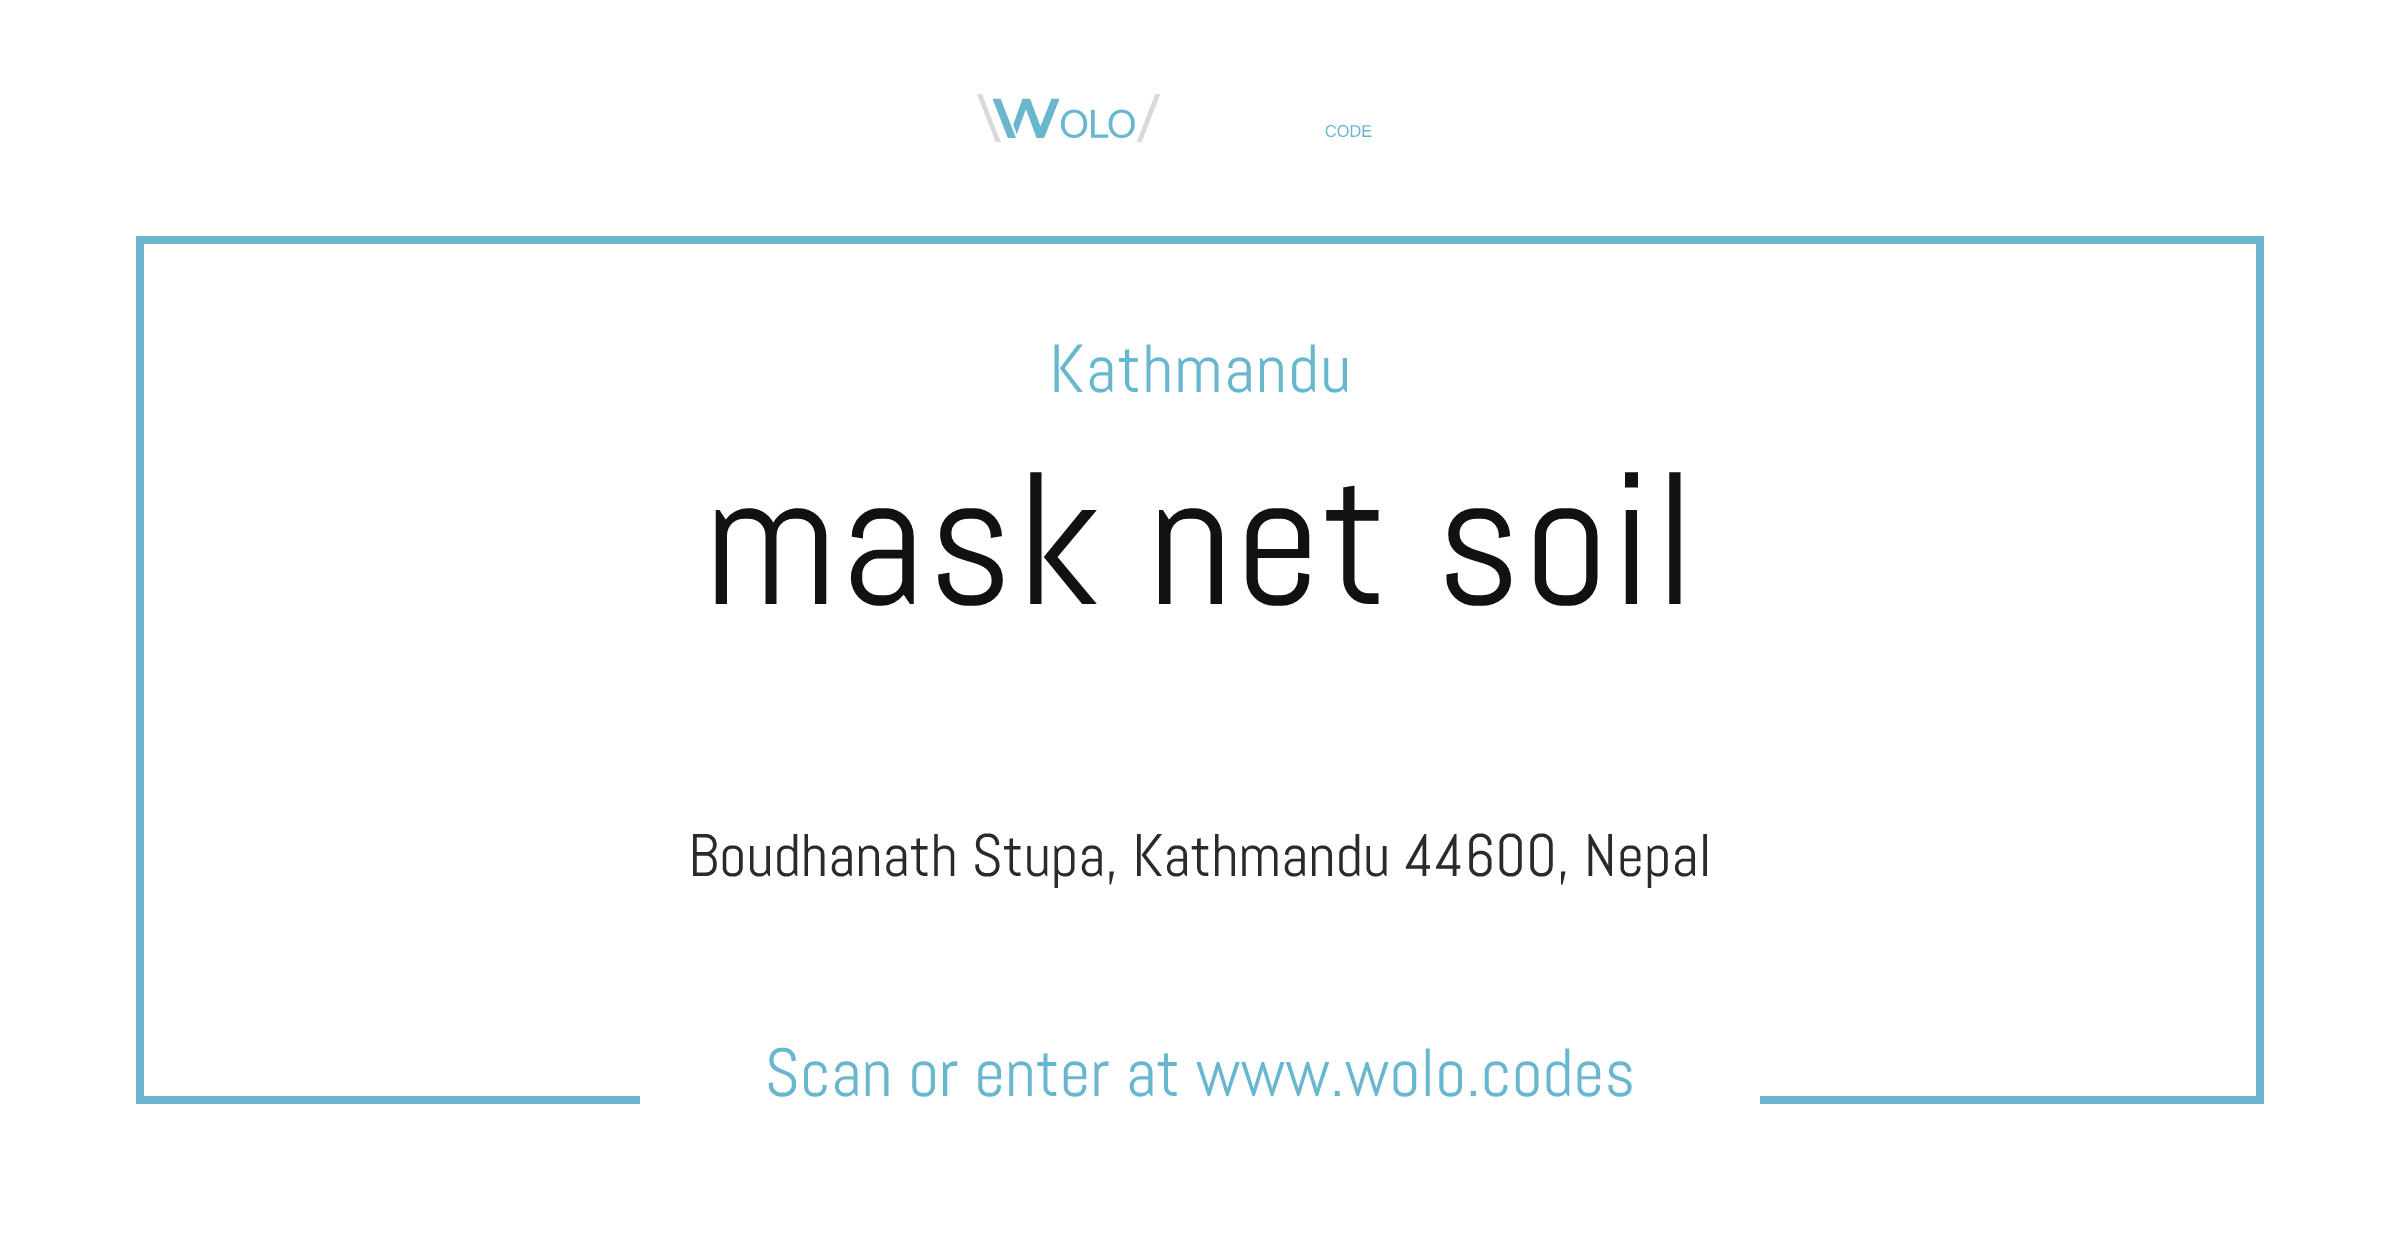 \WOLO/ CODE
Kathmandu
mask net soil
Boudhanath Stupa, Kathmandu 44600, Nepal
Scan or enter at www.wolo.codes